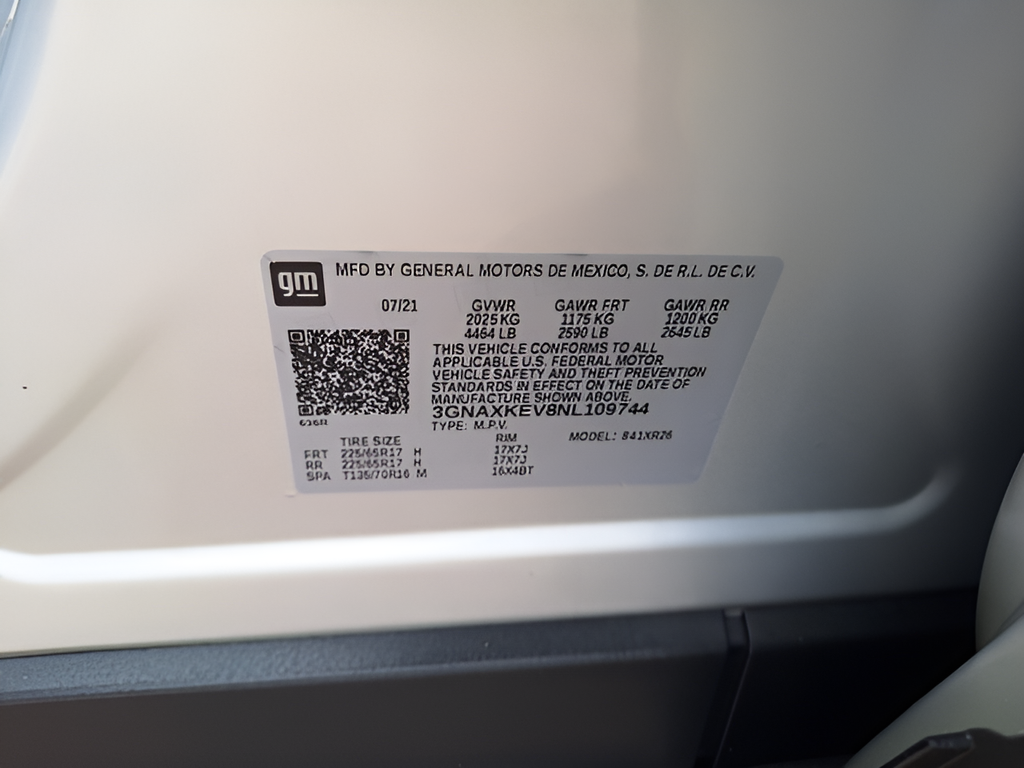 gm
MFD BY GENERAL MOTORS DE MEXICO, S. DE R.L. DE C.V.
07/21 GVWR GAWR FRT GAWR RR
2025 KG 1175 KG 1200 KG
4464 LB 2590 LB 2645 LB
THIS VEHICLE CONFORMS TO ALL
APPLICABLE U.S. FEDERAL MOTOR
VEHICLE SAFETY AND THEFT PREVENTION
STANDARDS IN EFFECT ON THE DATE OF
MANUFACTURE SHOWN ABOVE.
3GNAXKEV8NL109744
TYPE: M.P.V.
TIRE SIZE RIM MODEL:
FRT 225/65R17 H 17X7J
RR 225/65R17 H 17X7J
SPA T135/70R16 M 16X4BT